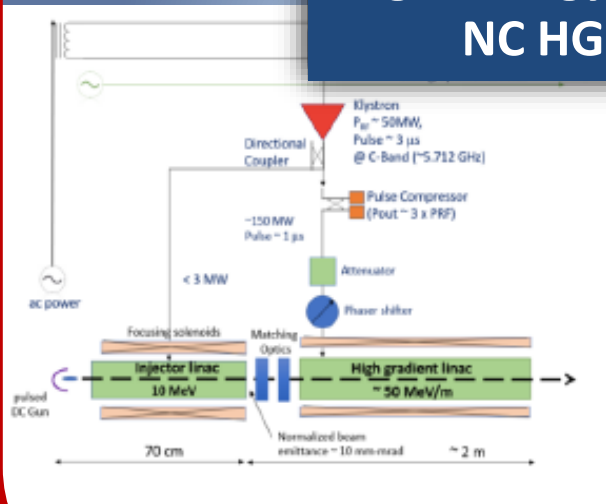 NC HG
Klystron
P_RF ~ 50MW,
Pulse ~ 3 μs
@ C-Band (~5.712 GHz)
Directional
Coupler
Pulse Compressor
(Pout ~ 3 x PRF)
~150 MW
Pulse ~ 1 μs
< 3 MW
Attenuator
ac power
Phaser shifter
Focusing solenoids
Matching
Optics
Injector linac
10 MeV
High gradient linac
~ 50 MeV/m
pulsed
DC Gun
Normalized beam
emittance ~ 10 mm-mrad
70 cm
~ 2 m